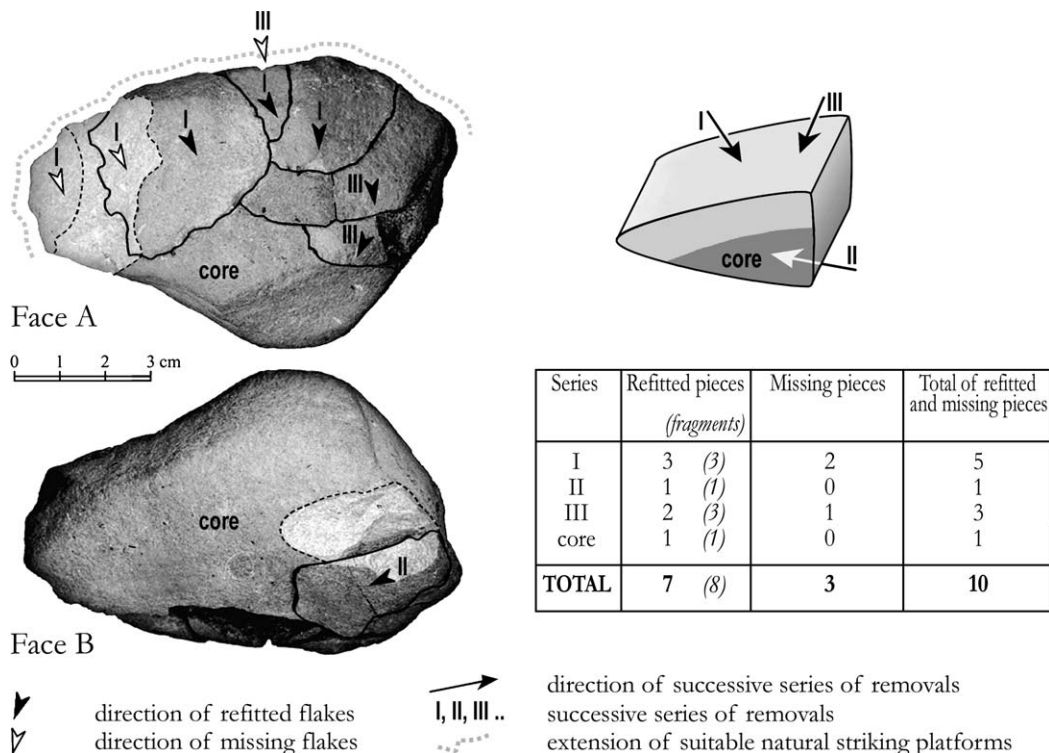 III
I
I
I
I
I
III
III
core
Face A
0 1 2 3 cm
core
II
Face B
I
III
core
II
Series Refitted pieces Missing pieces Total of refitted
and missing pieces
(fragments)
I 3 (3) 2 5
II 1 (1) 0 1
III 2 (3) 1 3
core 1 (1) 0 1
TOTAL 7 (8) 3 10
direction of refitted flakes
direction of missing flakes
direction of successive series of removals
I, II, III .. successive series of removals
extension of suitable natural striking platforms